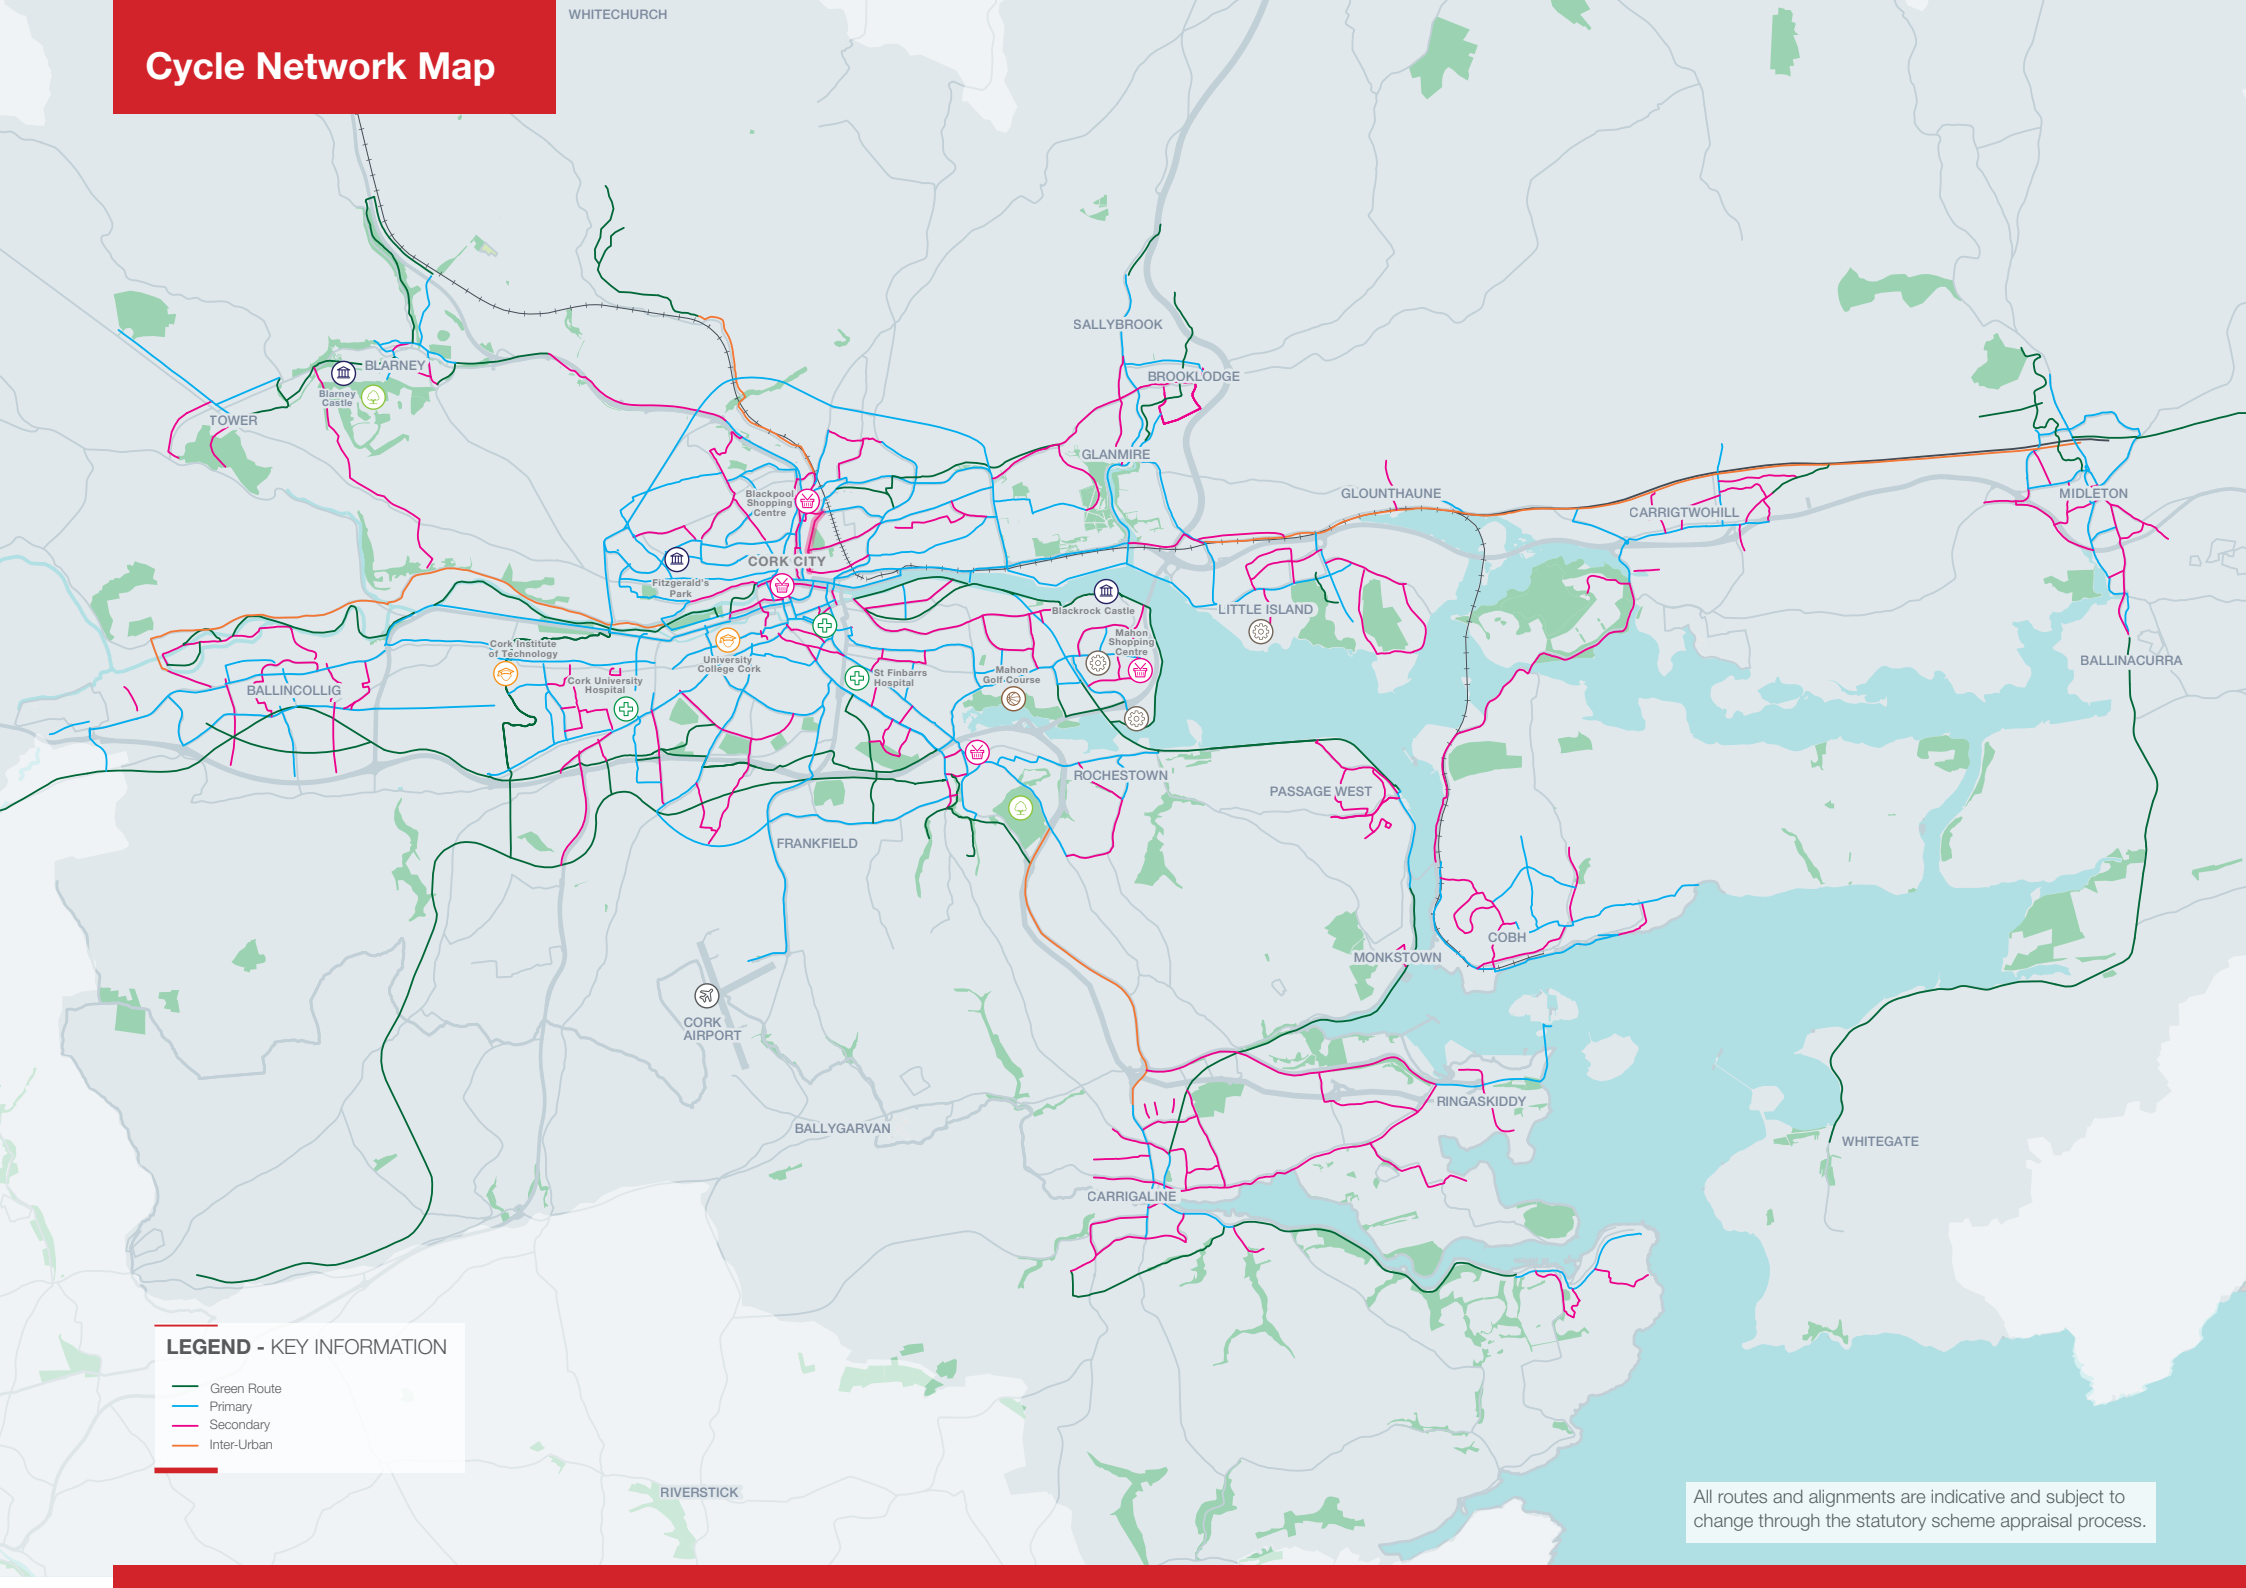 WHITECHURCH
Cycle Network Map
SALLYBROOK
BLARNEY
BROOKLODGE
Blarney
Castle
TOWER
GLANMIRE
Blackpool
Shopping
Centre
GLOUNTHAUNE
MIDLETON
CARRIGTWOHILL
CORK CITY
Fitzgerald's
Park
Blackrock Castle
LITTLE ISLAND
Mahon
Shopping
Centre
Cork Institute
of Technology
University
College Cork
BALLINACURRA
Cork University
Hospital
St Finbarrs
Hospital
Mahon
Golf Course
BALLINCOLLIG
ROCHESTOWN
PASSAGE WEST
FRANKFIELD
COBH
MONKSTOWN
CORK
AIRPORT
RINGASKIDDY
BALLYGARVAN
WHITEGATE
CARRIGALINE
LEGEND - KEY INFORMATION
Green Route
Primary
Secondary
Inter-Urban
RIVERSTICK
All routes and alignments are indicative and subject to
change through the statutory scheme appraisal process.